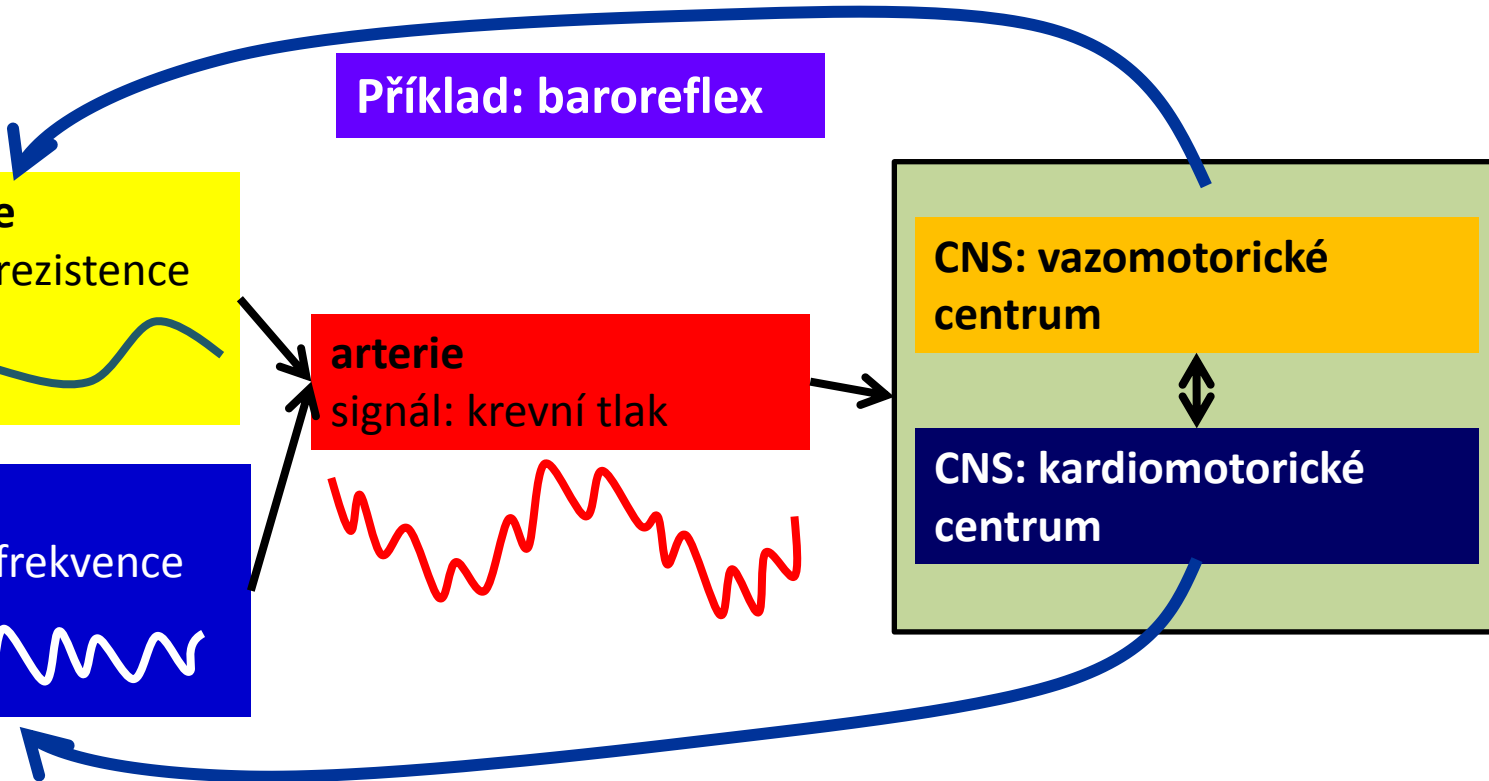 Příklad: baroreflex
e
rezistence
arterie
signál: krevní tlak
frekvence
CNS: vazomotorické
centrum
CNS: kardiomotorické
centrum